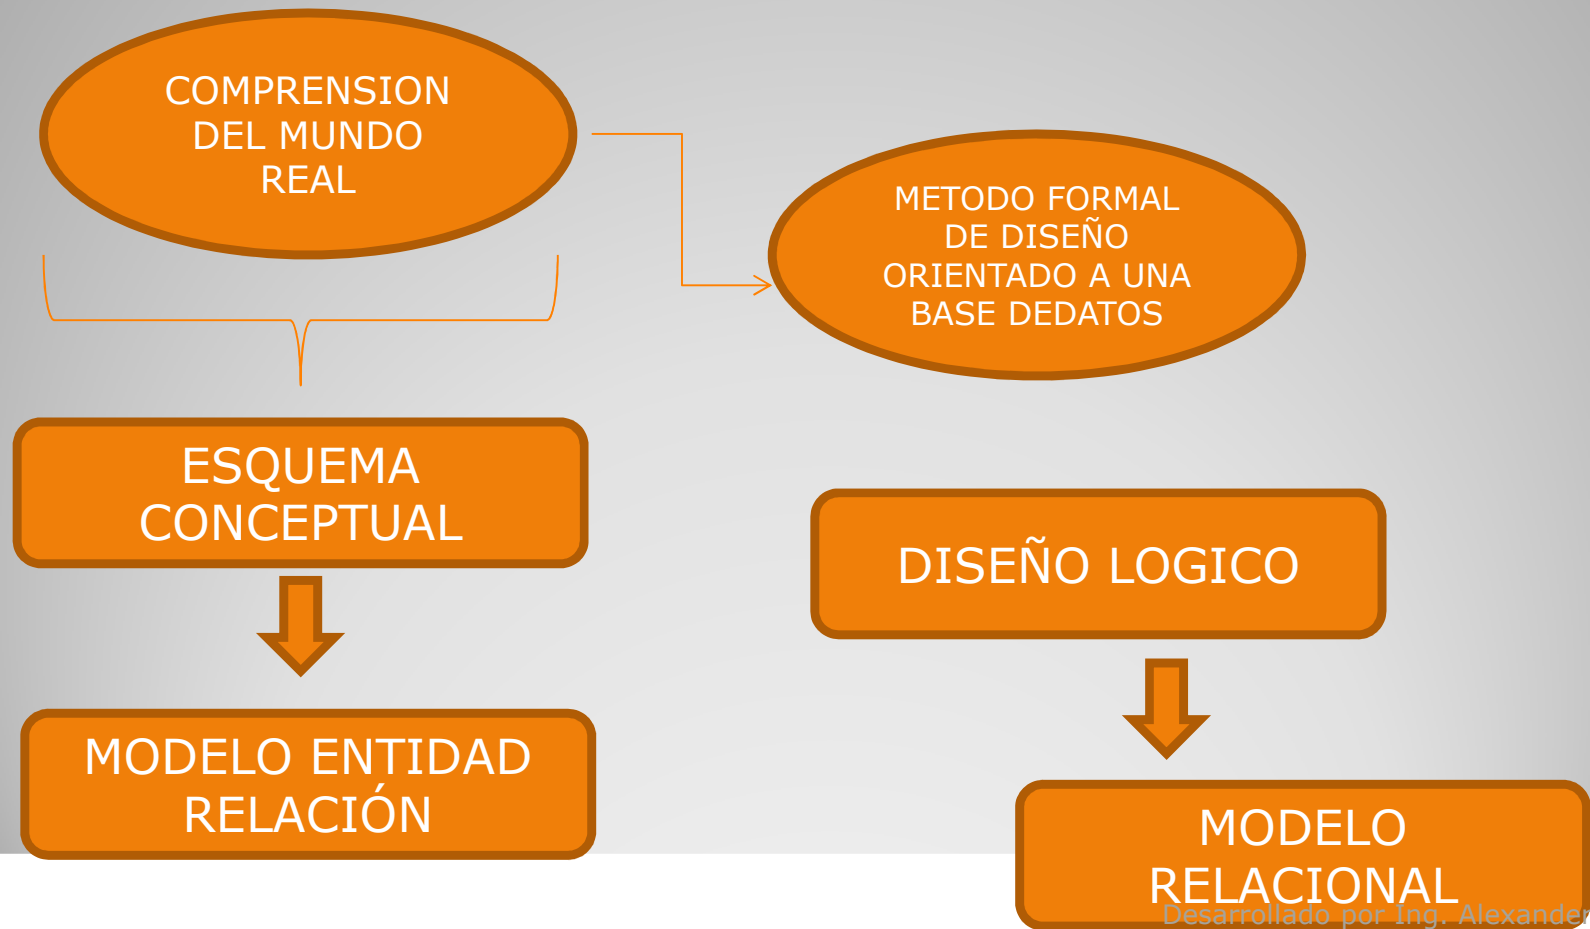 COMPRENSION
DEL MUNDO
REAL
METODO FORMAL
DE DISEÑO
ORIENTADO A UNA
BASE DEDATOS
ESQUEMA
CONCEPTUAL
DISEÑO LOGICO
MODELO ENTIDAD
RELACIÓN
MODELO
RELACIONAL
Desarrollado por Ing. Alexander